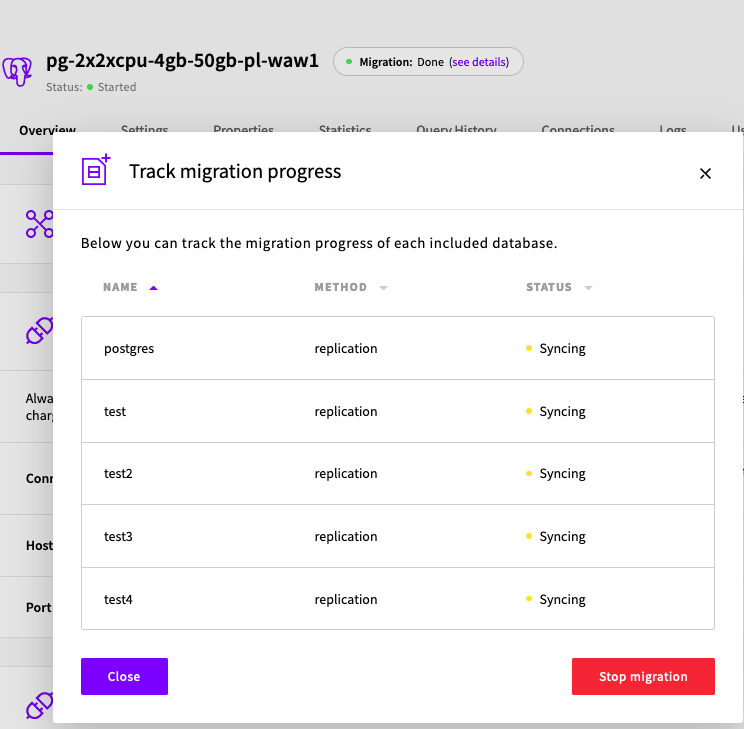 pg-2x2xcpu-4gb-50gb-pl-waw1
Migration: Done (see details)
Status: Started
Overview Settings Properties Statistics Query History Connections Logs
Track migration progress
Below you can track the migration progress of each included database.
NAME METHOD STATUS
postgres replication Syncing
test replication Syncing
test2 replication Syncing
test3 replication Syncing
test4 replication Syncing
Alwa
charg
Conn
Host
Port
Close Stop migration